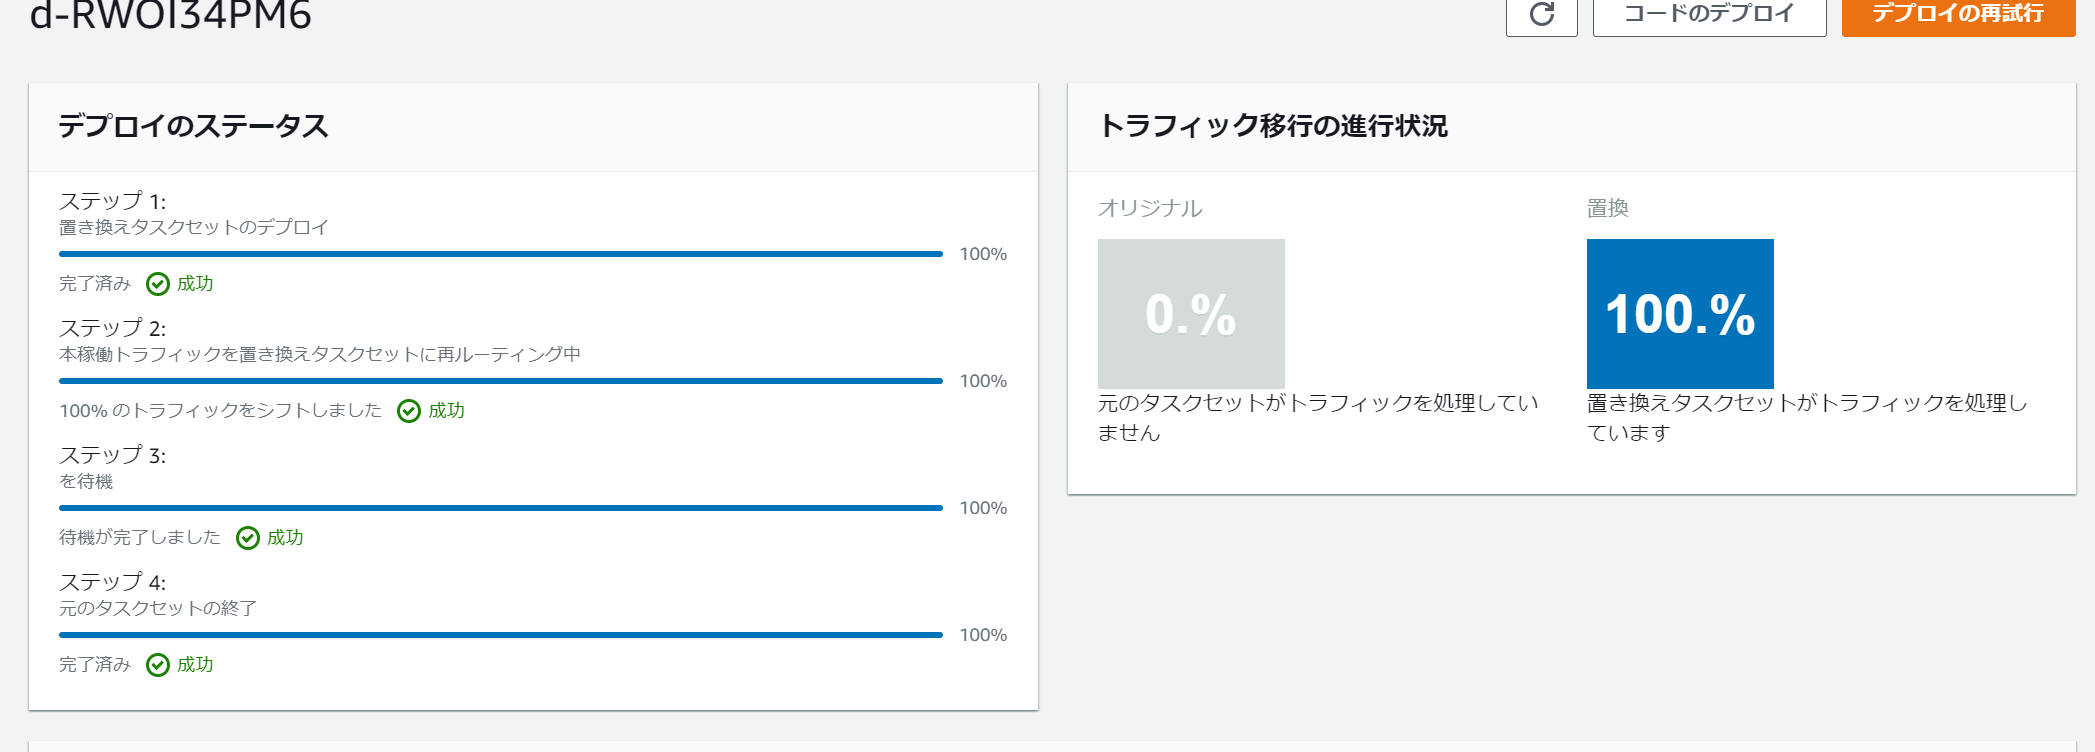 d-RWOI34PM6
コードのデプロイ
デプロイの再試行
デプロイのステータス
ステップ 1:
置き換えタスクセットのデプロイ
100%
完了済み 成功
ステップ 2:
本稼働トラフィックを置き換えタスクセットに再ルーティング中
100%
100% のトラフィックをシフトしました 成功
ステップ 3:
を待機
100%
待機が完了しました 成功
ステップ 4:
元のタスクセットの終了
100%
完了済み 成功
トラフィック移行の進行状況
オリジナル
0.%
元のタスクセットがトラフィックを処理してい
ません
置換
100.%
置き換えタスクセットがトラフィックを処理し
ています